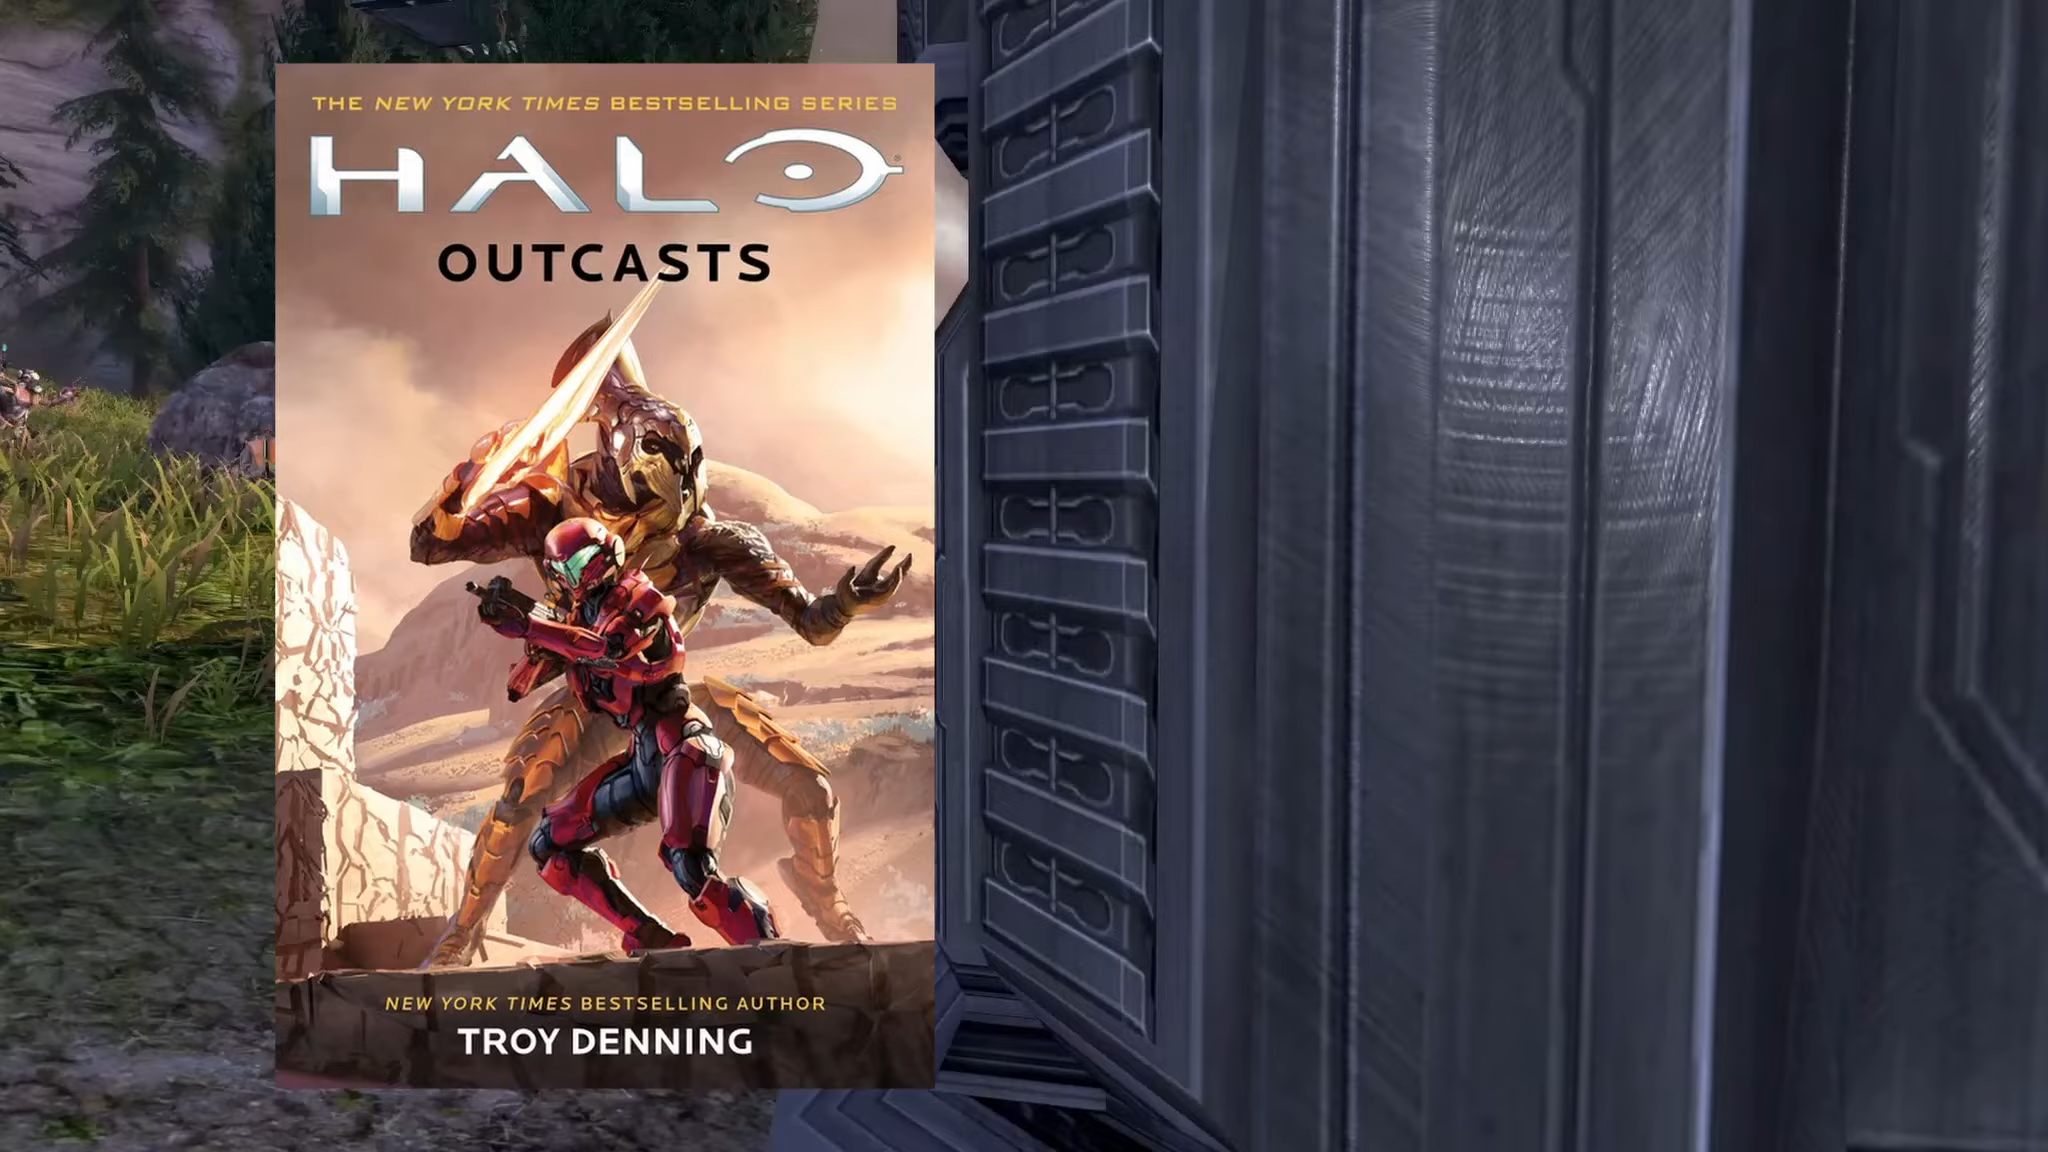 THE NEW YORK TIMES BESTSELLING SERIES
HALO
OUTCASTS
NEW YORK TIMES BESTSELLING AUTHOR
TROY DENNING